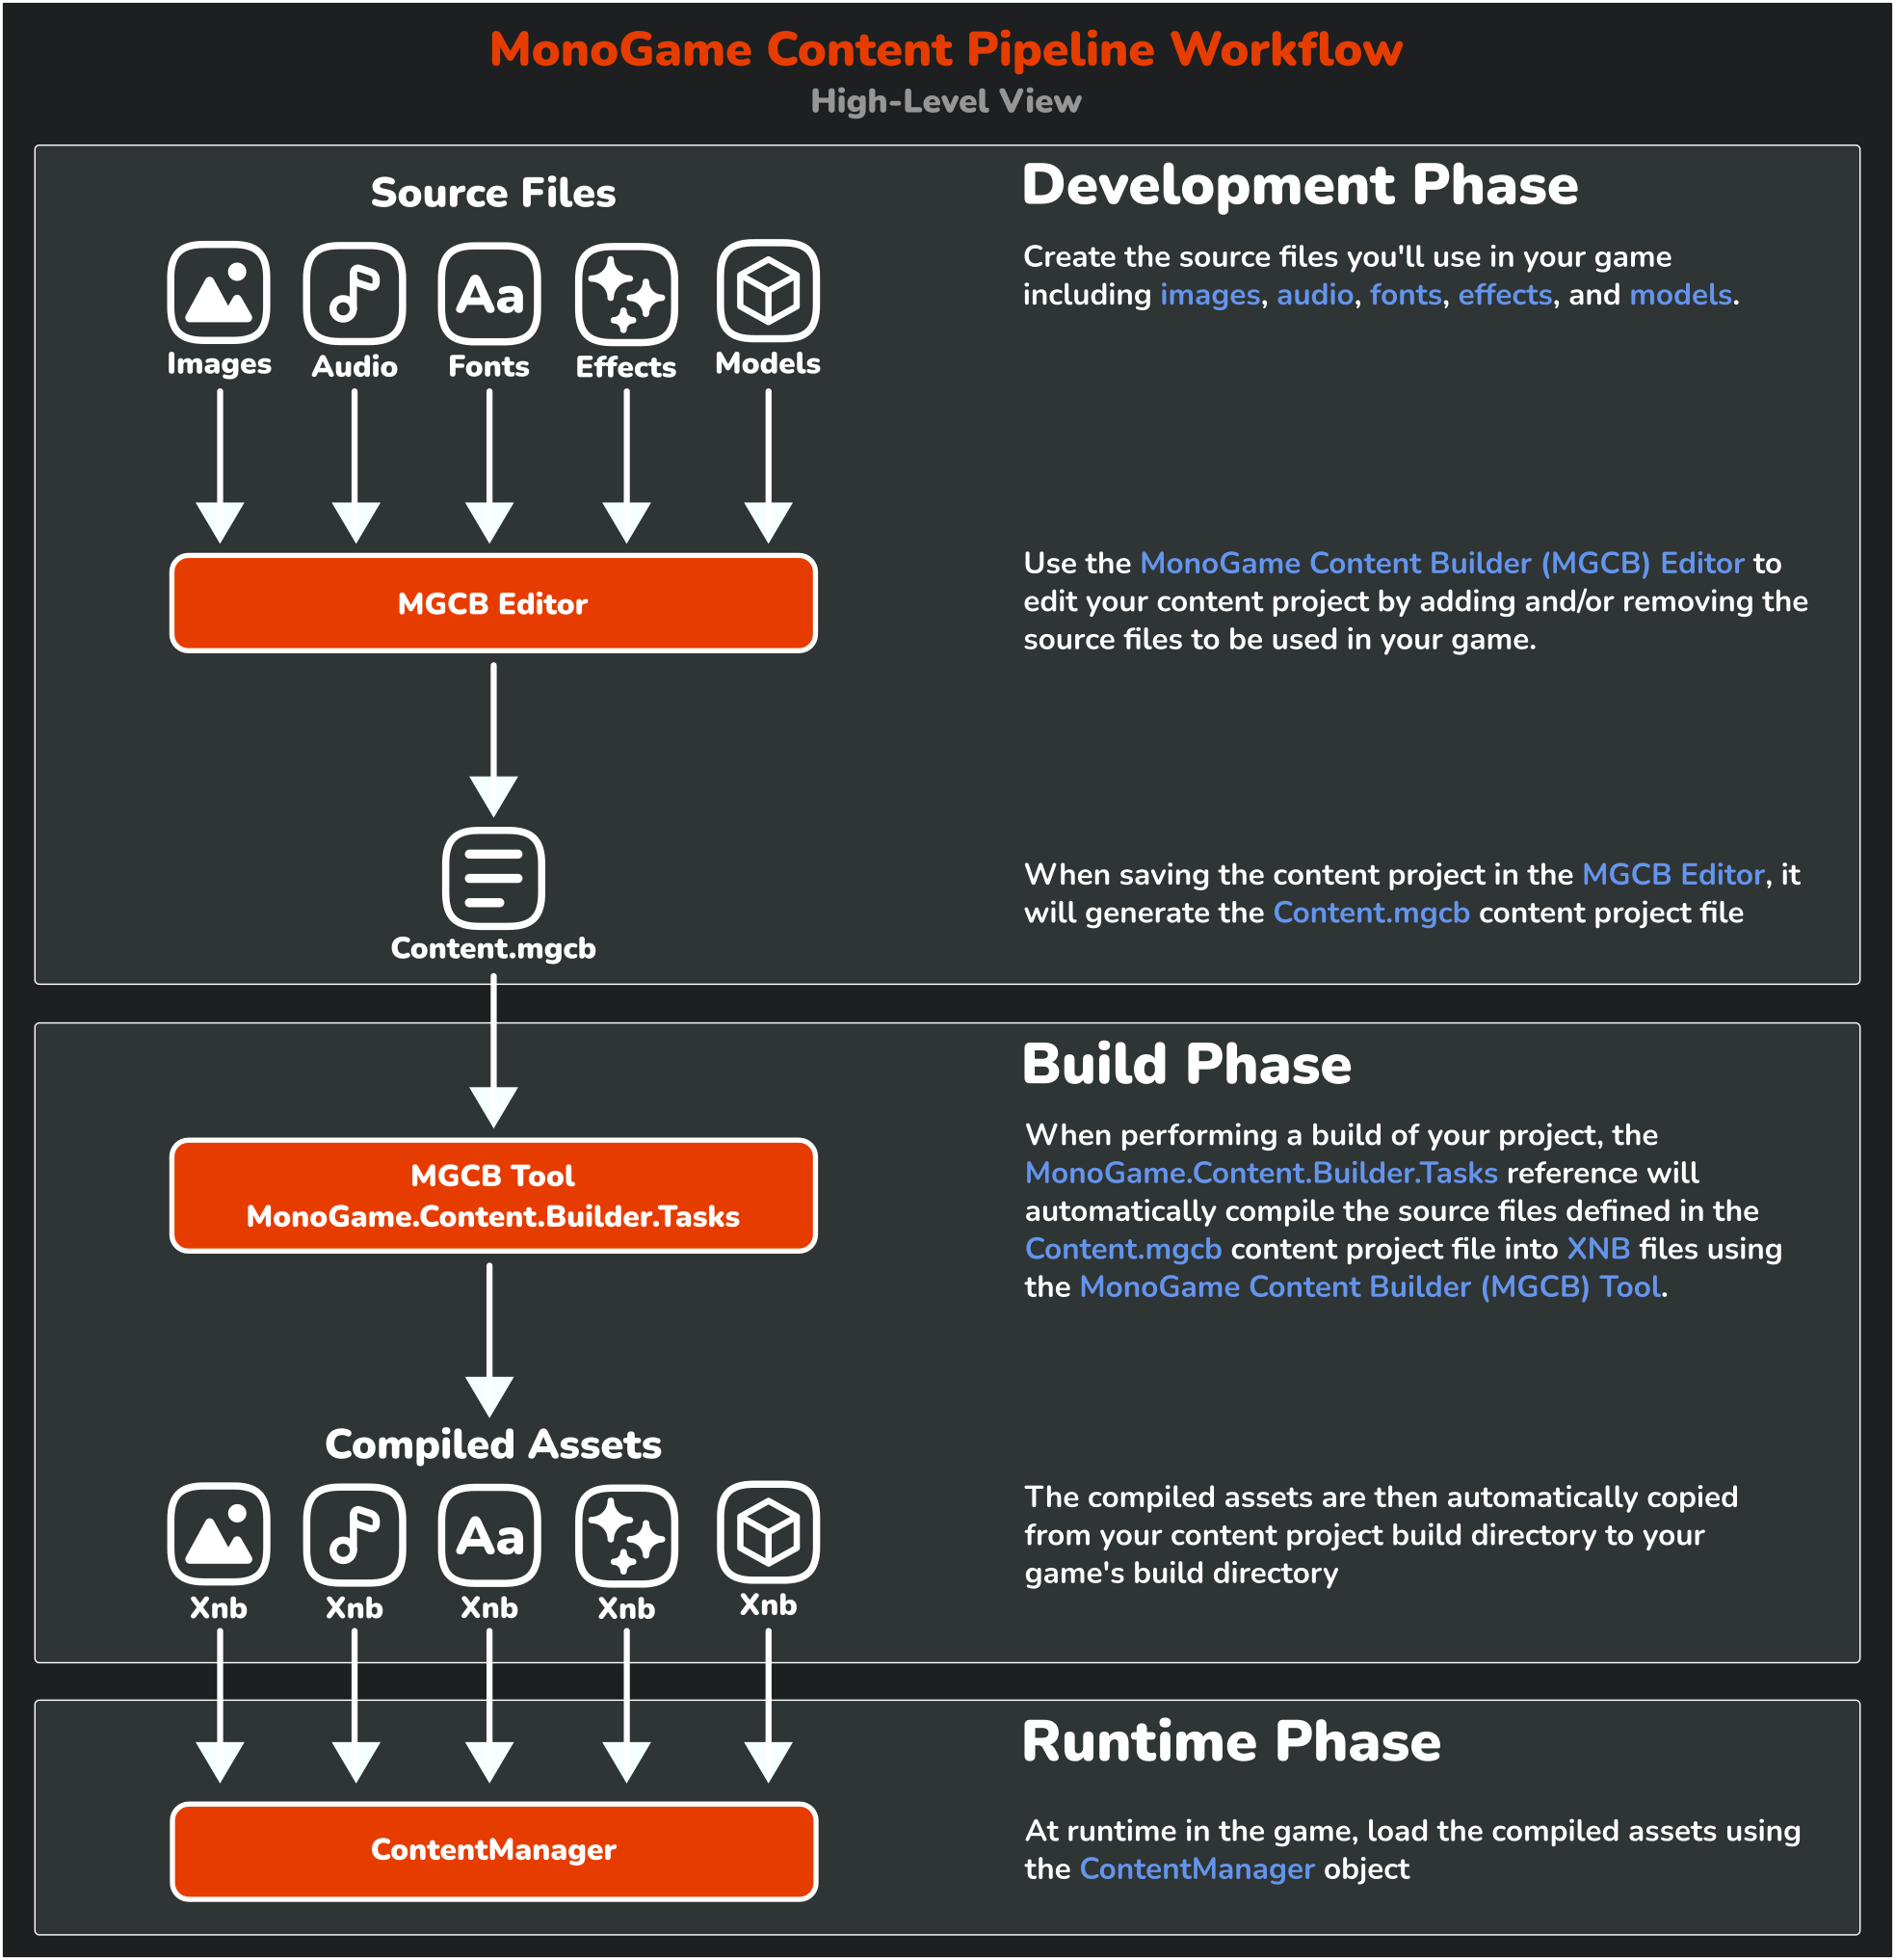 MonoGame Content Pipeline Workflow
High-Level View
Source Files
Images
Audio
Fonts
Effects
Models
Development Phase
Create the source files you'll use in your game
including images, audio, fonts, effects, and models.
MGCB Editor
Use the MonoGame Content Builder (MGCB) Editor to
edit your content project by adding and/or removing the
source files to be used in your game.
Content.mgcb
When saving the content project in the MGCB Editor, it
will generate the Content.mgcb content project file
Build Phase
MGCB Tool
MonoGame.Content.Builder.Tasks
When performing a build of your project, the
MonoGame.Content.Builder.Tasks reference will
automatically compile the source files defined in the
Content.mgcb content project file into XNB files using
the MonoGame Content Builder (MGCB) Tool.
Compiled Assets
Aa
Xnb
Xnb
Xnb
Xnb
Xnb
The compiled assets are then automatically copied
from your content project build directory to your
game's build directory
Runtime Phase
ContentManager
At runtime in the game, load the compiled assets using
the ContentManager object